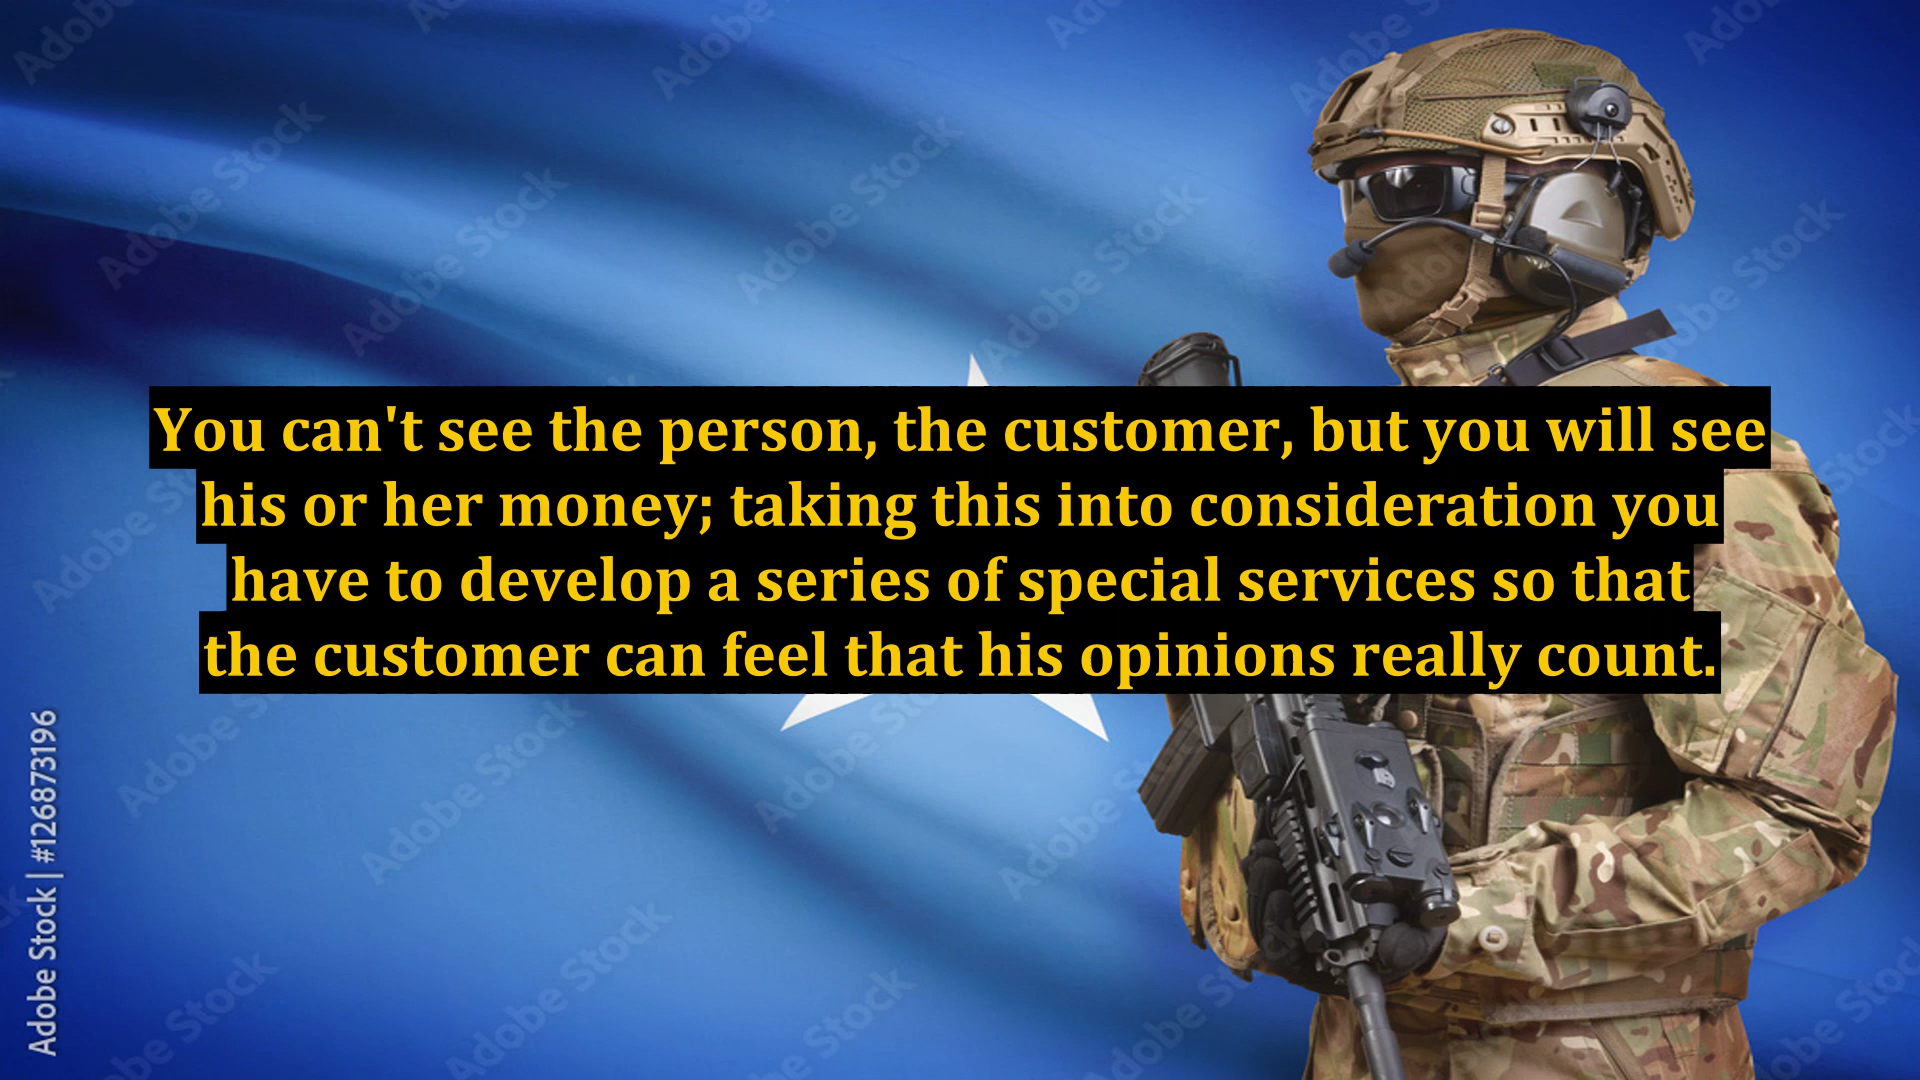 You can't see the person, the customer, but you will see
his or her money; taking this into consideration you
have to develop a series of special services so that
the customer can feel that his opinions really count.
Adobe Stock | #126873196
Adobe Stock